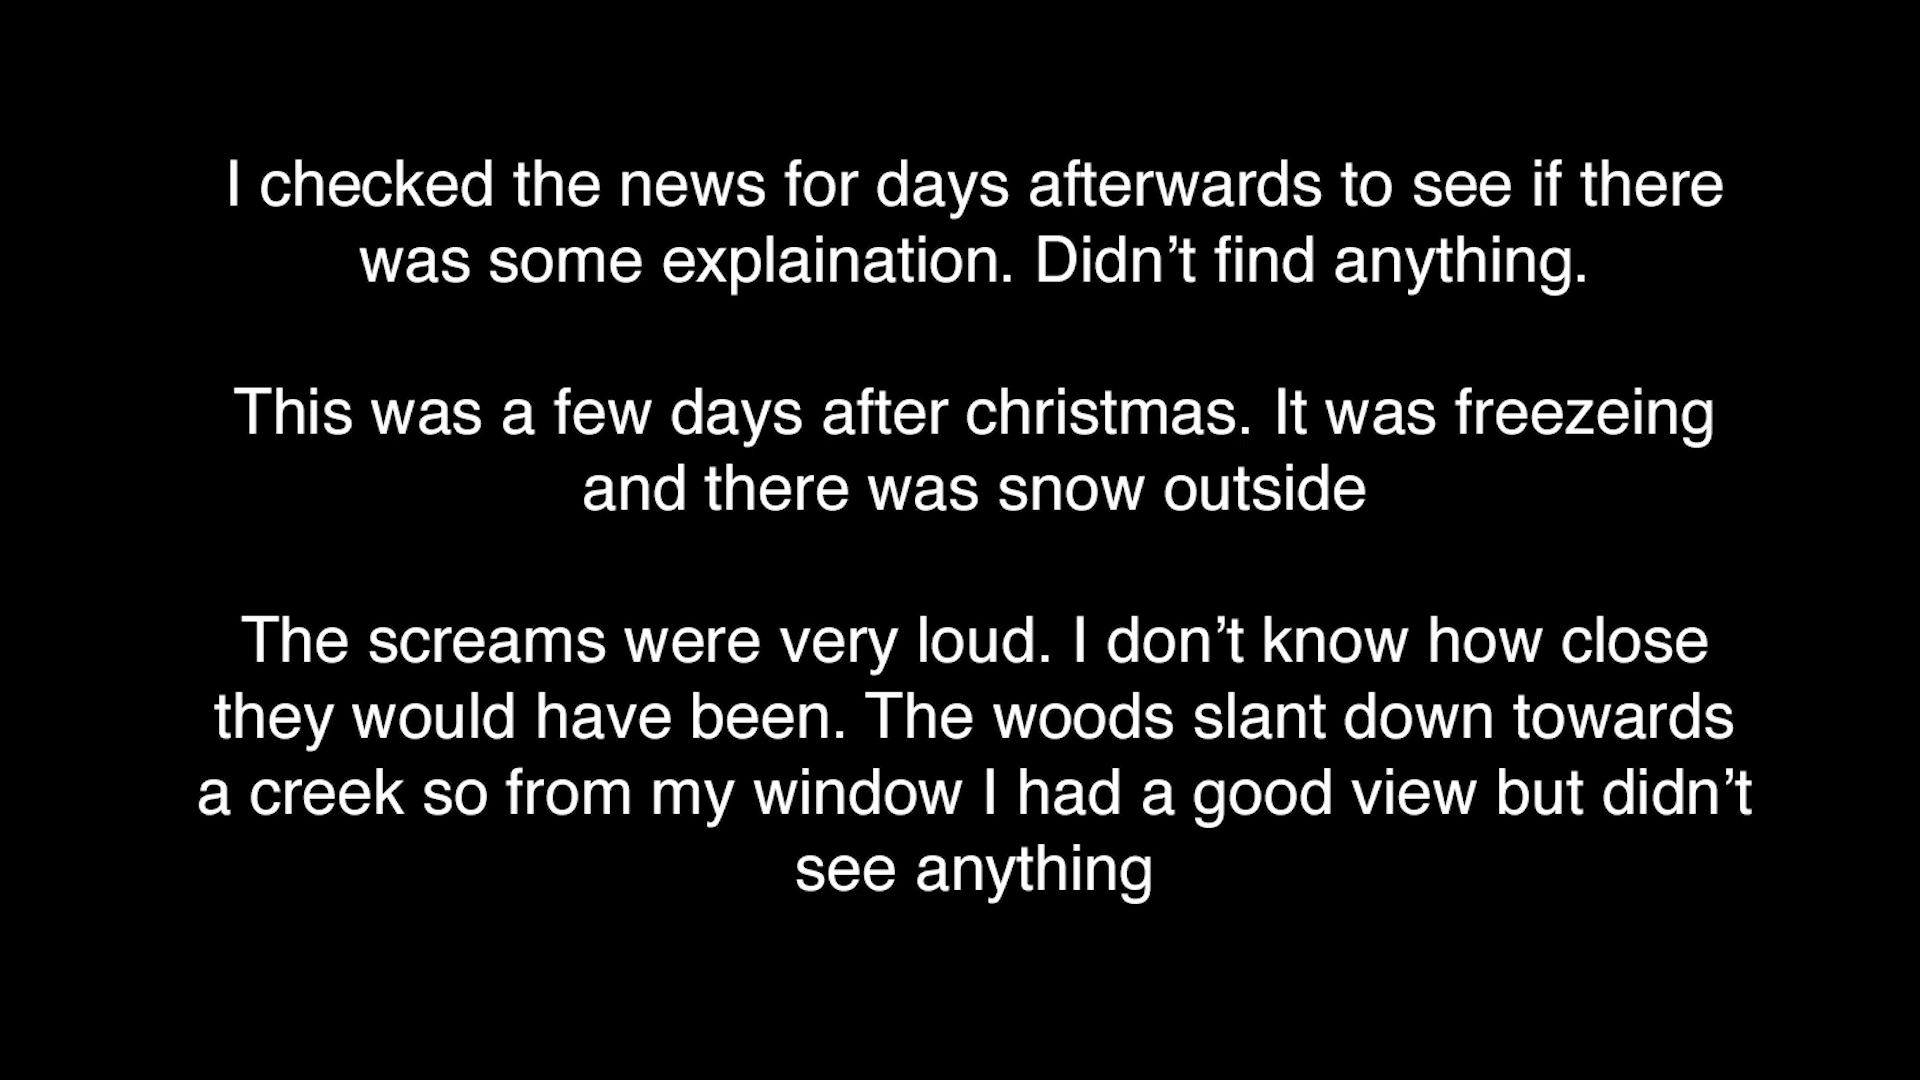 I checked the news for days afterwards to see if there
was some explaination. Didn’t find anything.
This was a few days after christmas. It was freezeing
and there was snow outside
The screams were very loud. I don’t know how close
they would have been. The woods slant down towards
a creek so from my window I had a good view but didn’t
see anything